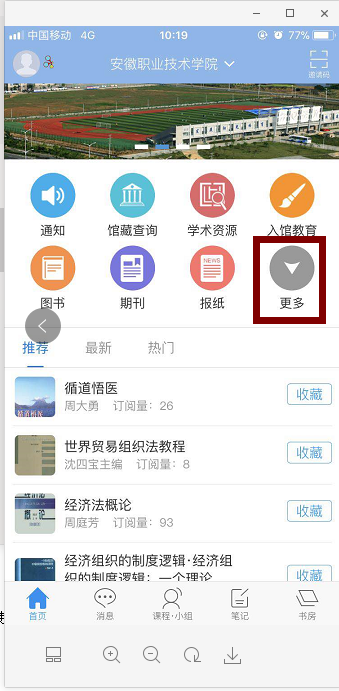 中国移动 4G 10:19 77%
安徽职业技术学院
邀请码
通知 馆藏查询 学术资源 入馆教育
NEWS
图书 期刊 报纸 更多
推荐 最新 热门
循道悟医
周大勇 订阅量：26
收藏
世界贸易组织法教程
沈四宝主编 订阅量：8
收藏
经济法概论
周庭芳 订阅量：93
收藏
经济组织的制度逻辑·经济组
织的制度逻辑：一个理论
收藏
首页 消息 课程·小组 笔记 书房